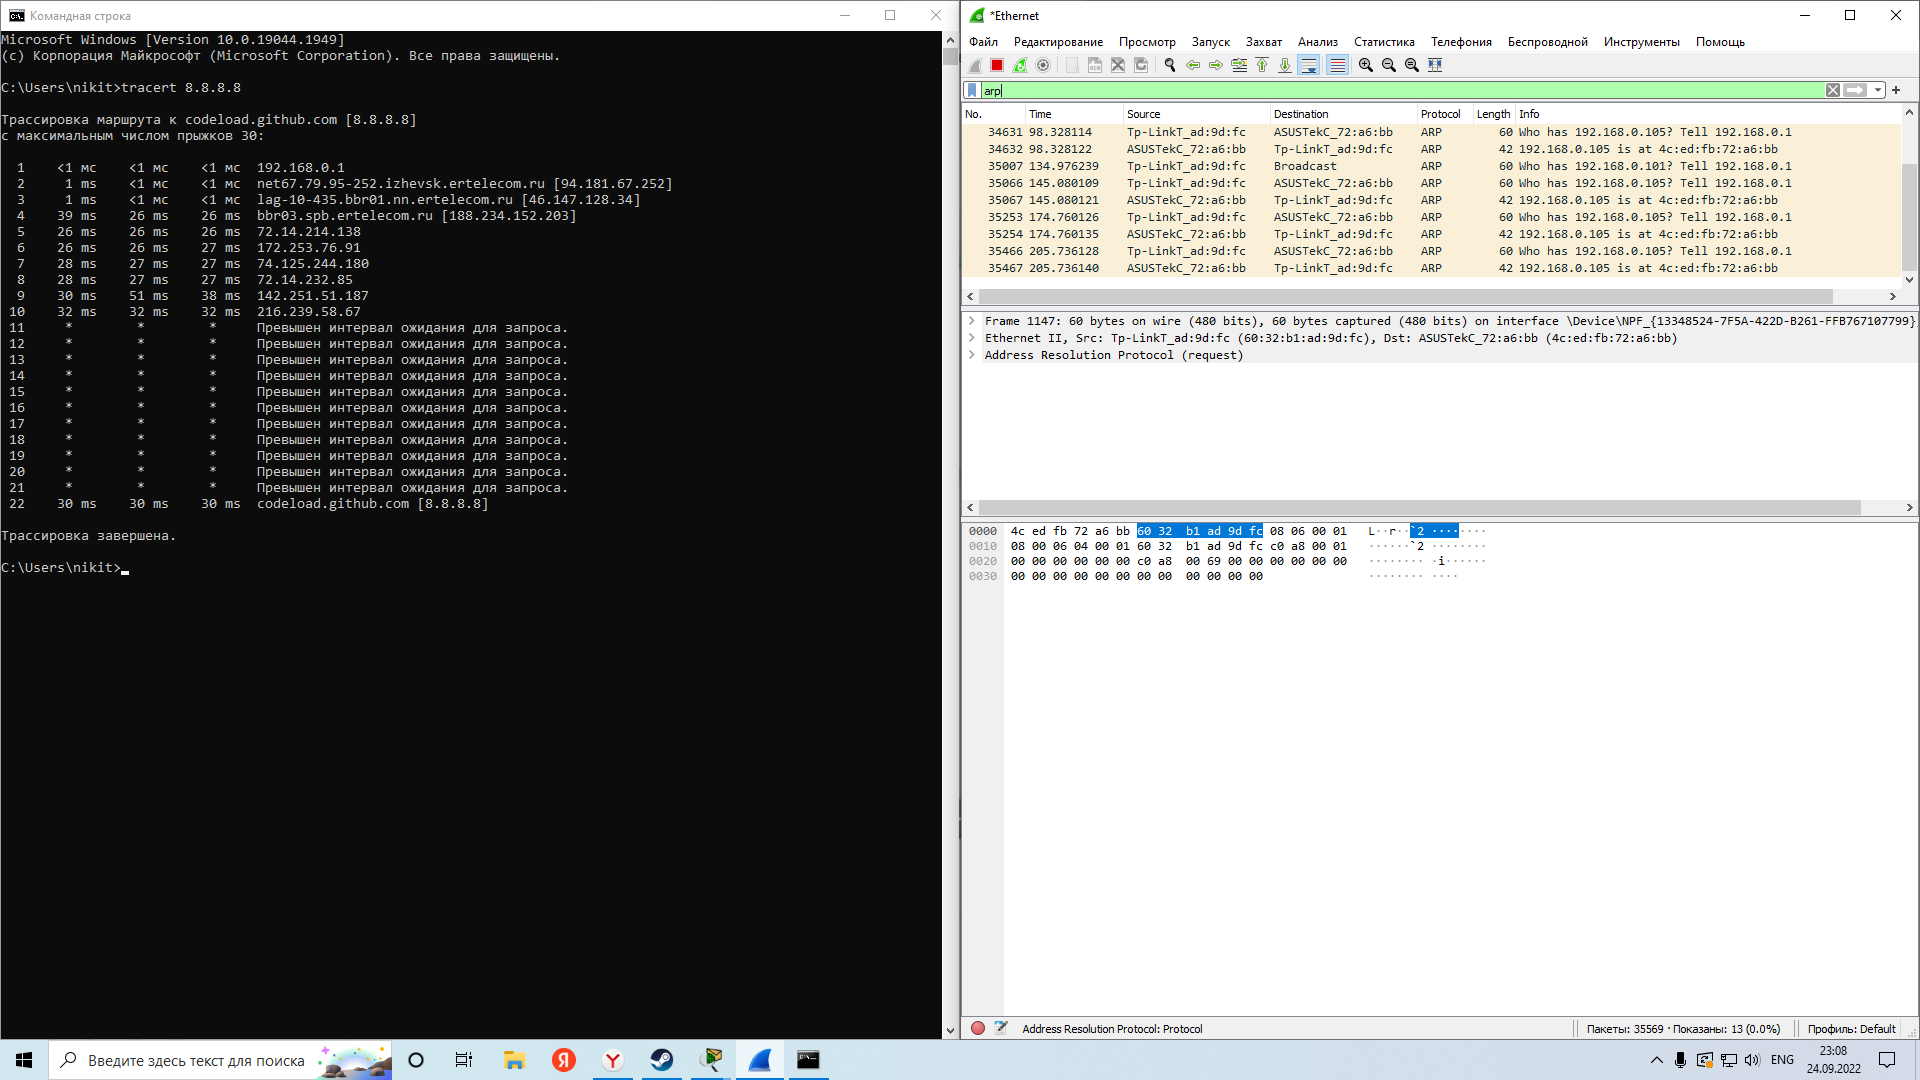 Командная строка
Microsoft Windows [Version 10.0.19044.1949]
(c) Корпорация Майкрософт (Microsoft Corporation). Все права защищены.
C:\Users\nikit>tracert 8.8.8.8
Трассировка маршрута к codeload.github.com [8.8.8.8]
с максимальным числом прыжков 30:
1 <1 мс <1 мс <1 мс 192.168.0.1
2 1 ms <1 мс <1 мс net67.79.95-252.izhevsk.ertelecom.ru [94.181.67.252]
3 1 ms <1 мс <1 мс lag-10-435.bbr01.nn.ertelecom.ru [46.147.128.34]
4 39 ms 26 ms 26 ms bbr03.spb.ertelecom.ru [188.234.152.203]
5 26 ms 26 ms 26 ms 72.14.214.138
6 26 ms 26 ms 27 ms 172.253.76.91
7 28 ms 27 ms 27 ms 74.125.244.180
8 28 ms 27 ms 27 ms 72.14.232.85
9 30 ms 51 ms 38 ms 142.251.51.187
10 32 ms 32 ms 32 ms 216.239.58.67
11 * * * Превышен интервал ожидания для запроса.
12 * * * Превышен интервал ожидания для запроса.
13 * * * Превышен интервал ожидания для запроса.
14 * * * Превышен интервал ожидания для запроса.
15 * * * Превышен интервал ожидания для запроса.
16 * * * Превышен интервал ожидания для запроса.
17 * * * Превышен интервал ожидания для запроса.
18 * * * Превышен интервал ожидания для запроса.
19 * * * Превышен интервал ожидания для запроса.
20 * * * Превышен интервал ожидания для запроса.
21 * * * Превышен интервал ожидания для запроса.
22 30 ms 30 ms 30 ms codeload.github.com [8.8.8.8]
Трассировка завершена.
C:\Users\nikit>
*Ethernet
Файл Редактирование Просмотр Запуск Захват Анализ Статистика Телефония Беспроводной Инструменты Помощь
arp
No. Time Source Destination Protocol Length Info
34631 98.328114 Tp-LinkT_ad:9d:fc ASUSTekC_72:a6:bb ARP 60 Who has 192.168.0.105? Tell 192.168.0.1
34632 98.328122 ASUSTekC_72:a6:bb Tp-LinkT_ad:9d:fc ARP 42 192.168.0.105 is at 4c:ed:fb:72:a6:bb
35007 134.976239 Tp-LinkT_ad:9d:fc Broadcast ARP 60 Who has 192.168.0.101? Tell 192.168.0.1
35066 145.080109 Tp-LinkT_ad:9d:fc ASUSTekC_72:a6:bb ARP 60 Who has 192.168.0.105? Tell 192.168.0.1
35067 145.080121 ASUSTekC_72:a6:bb Tp-LinkT_ad:9d:fc ARP 42 192.168.0.105 is at 4c:ed:fb:72:a6:bb
35253 174.760126 Tp-LinkT_ad:9d:fc ASUSTekC_72:a6:bb ARP 60 Who has 192.168.0.105? Tell 192.168.0.1
35254 174.760135 ASUSTekC_72:a6:bb Tp-LinkT_ad:9d:fc ARP 42 192.168.0.105 is at 4c:ed:fb:72:a6:bb
35466 205.736128 Tp-LinkT_ad:9d:fc ASUSTekC_72:a6:bb ARP 60 Who has 192.168.0.105? Tell 192.168.0.1
35467 205.736140 ASUSTekC_72:a6:bb Tp-LinkT_ad:9d:fc ARP 42 192.168.0.105 is at 4c:ed:fb:72:a6:bb
Frame 1147: 60 bytes on wire (480 bits), 60 bytes captured (480 bits) on interface \Device\NPF_{13348524-7F5A-422D-B261-FFB767107799}
Ethernet II, Src: Tp-LinkT_ad:9d:fc (60:32:b1:ad:9d:fc), Dst: ASUSTekC_72:a6:bb (4c:ed:fb:72:a6:bb)
Address Resolution Protocol (request)
0000 4c ed fb 72 a6 bb 60 32 b1 ad 9d fc 08 06 00 01 L··r··`2 ········
0010 08 00 06 04 00 01 60 32 b1 ad 9d fc c0 a8 00 01 ······`2 ········
0020 00 00 00 00 00 00 c0 a8 00 69 00 00 00 00 00 00 ········ ·i······
0030 00 00 00 00 00 00 00 00 00 00 00 00 ········ ····
Address Resolution Protocol: Protocol
Пакеты: 35569 · Показаны: 13 (0.0%)
Профиль: Default
Введите здесь текст для поиска
Я
Y
ENG
23:08
24.09.2022